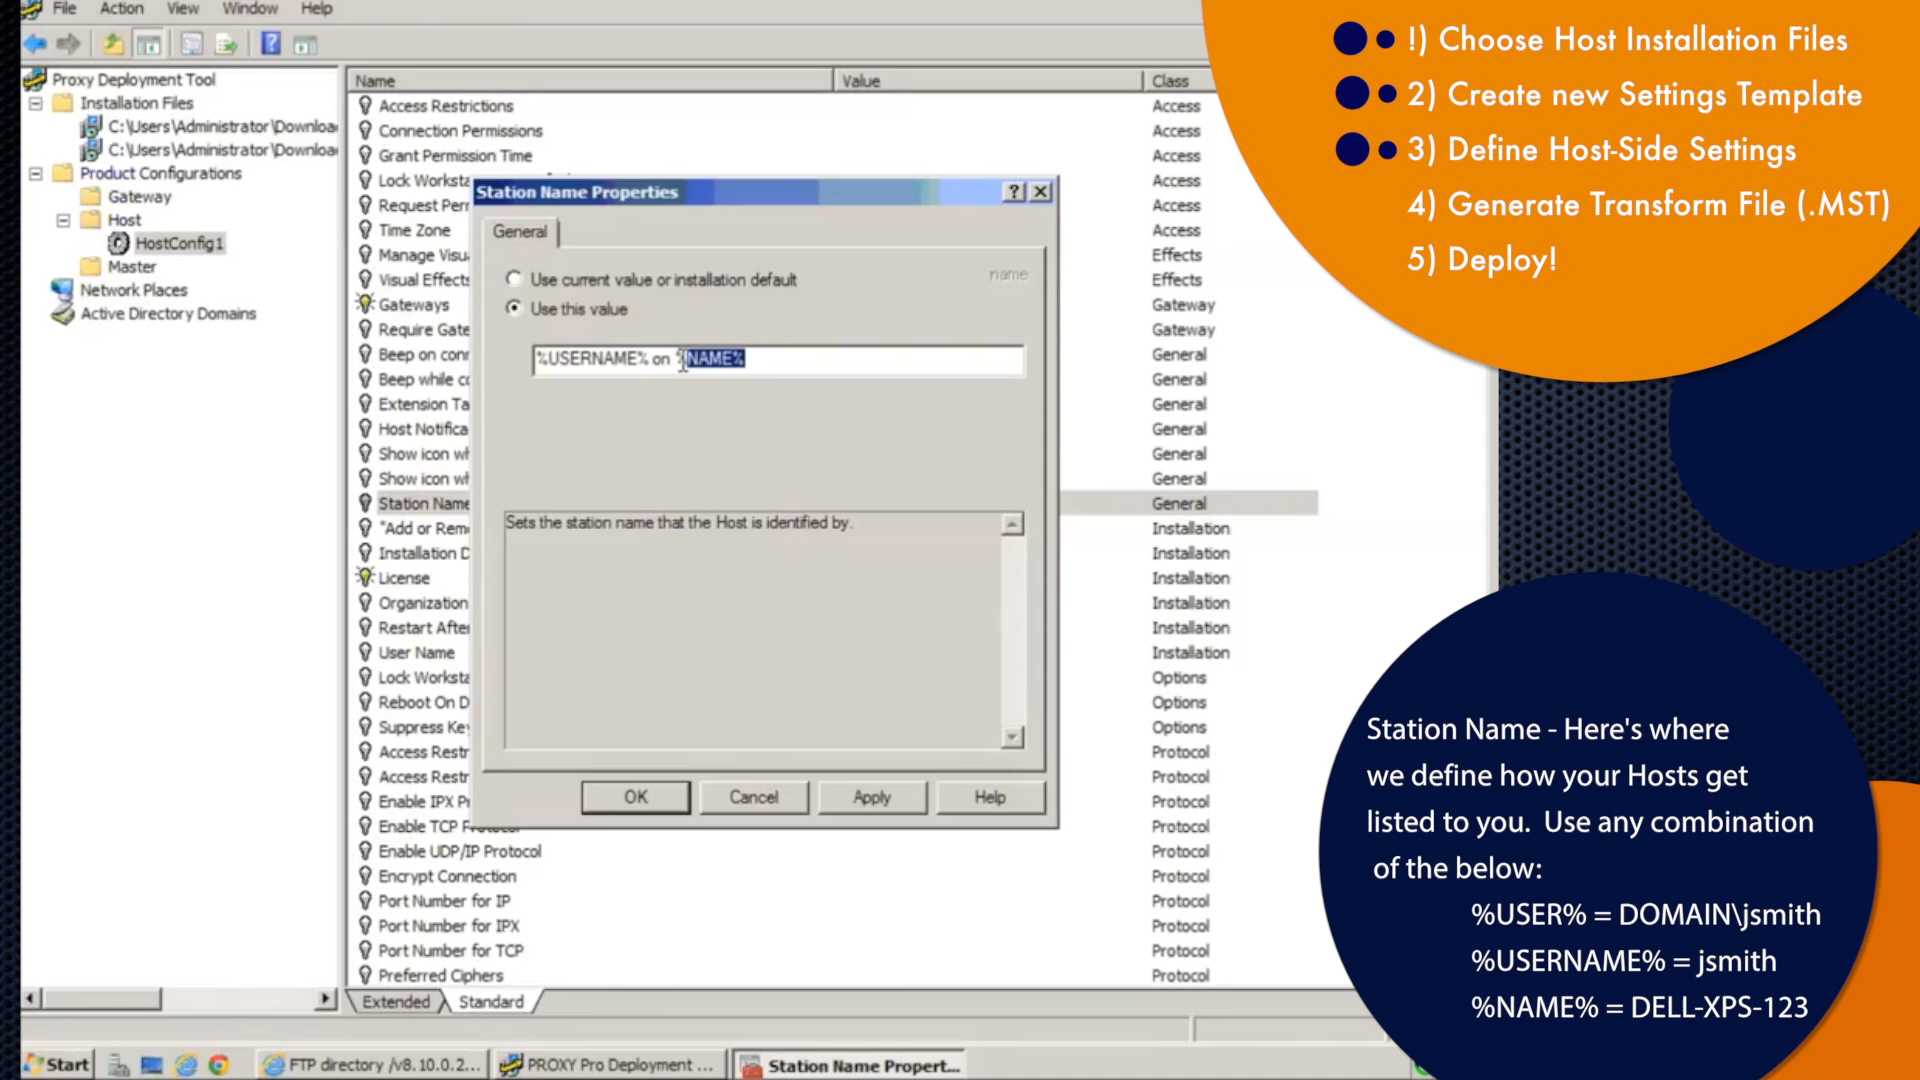 File Action View Window Help
Proxy Deployment Tool
Installation Files
C:\Users\Administrator\Downloa
C:\Users\Administrator\Downloa
Product Configurations
Gateway
Host
HostConfig1
Master
Network Places
Active Directory Domains
Name Value Class
Access Restrictions Access
Connection Permissions Access
Grant Permission Time Access
Lock Worksta Access
Request Perr Access
Time Zone Access
Manage Visu Effects
Visual Effects Effects
Gateways Gateway
Require Gate Gateway
Beep on conn General
Beep while co General
Extension Ta General
Host Notifica General
Show icon wh General
Show icon wh General
Station Name General
"Add or Rem Installation
Installation D Installation
License Installation
Organization Installation
Restart After Installation
User Name Installation
Lock Worksta Options
Reboot On D Options
Suppress Key Options
Access Restr Protocol
Access Restr Protocol
Enable IPX Pr Protocol
Enable TCP Protocol
Enable UDP/IP Protocol Protocol
Encrypt Connection Protocol
Port Number for IP Protocol
Port Number for IPX Protocol
Port Number for TCP Protocol
Preferred Ciphers Protocol
Extended Standard
Station Name Properties
General
Use current value or installation default name
Use this value
%USERNAME% on %NAME%
Sets the station name that the Host is identified by.
OK Cancel Apply Help
Start FTP directory /v8.10.0.2... PROXY Pro Deployment ... Station Name Propert...
!) Choose Host Installation Files
2) Create new Settings Template
3) Define Host-Side Settings
4) Generate Transform File (.MST)
5) Deploy!
Station Name - Here's where
we define how your Hosts get
listed to you. Use any combination
of the below:
%USER% = DOMAIN\jsmith
%USERNAME% = jsmith
%NAME% = DELL-XPS-123